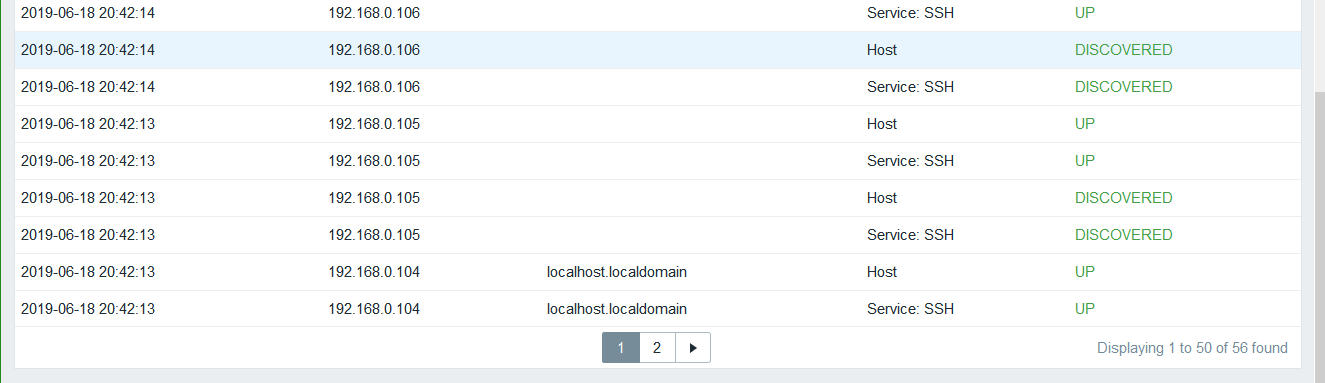 2019-06-18 20:42:14 192.168.0.106 Service: SSH UP
2019-06-18 20:42:14 192.168.0.106 Host DISCOVERED
2019-06-18 20:42:14 192.168.0.106 Service: SSH DISCOVERED
2019-06-18 20:42:13 192.168.0.105 Host UP
2019-06-18 20:42:13 192.168.0.105 Service: SSH UP
2019-06-18 20:42:13 192.168.0.105 Host DISCOVERED
2019-06-18 20:42:13 192.168.0.105 Service: SSH DISCOVERED
2019-06-18 20:42:13 192.168.0.104 localhost.localdomain Host UP
2019-06-18 20:42:13 192.168.0.104 localhost.localdomain Service: SSH UP
1 2 Displaying 1 to 50 of 56 found